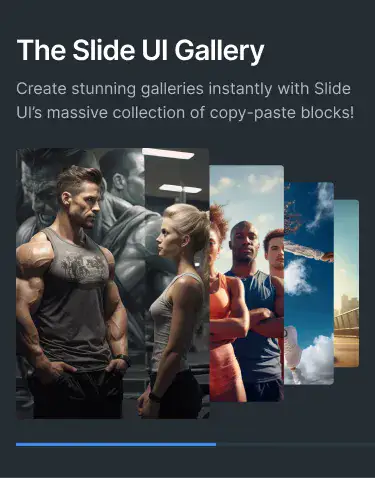 The Slide UI Gallery
Create stunning galleries instantly with Slide
UI’s massive collection of copy-paste blocks!